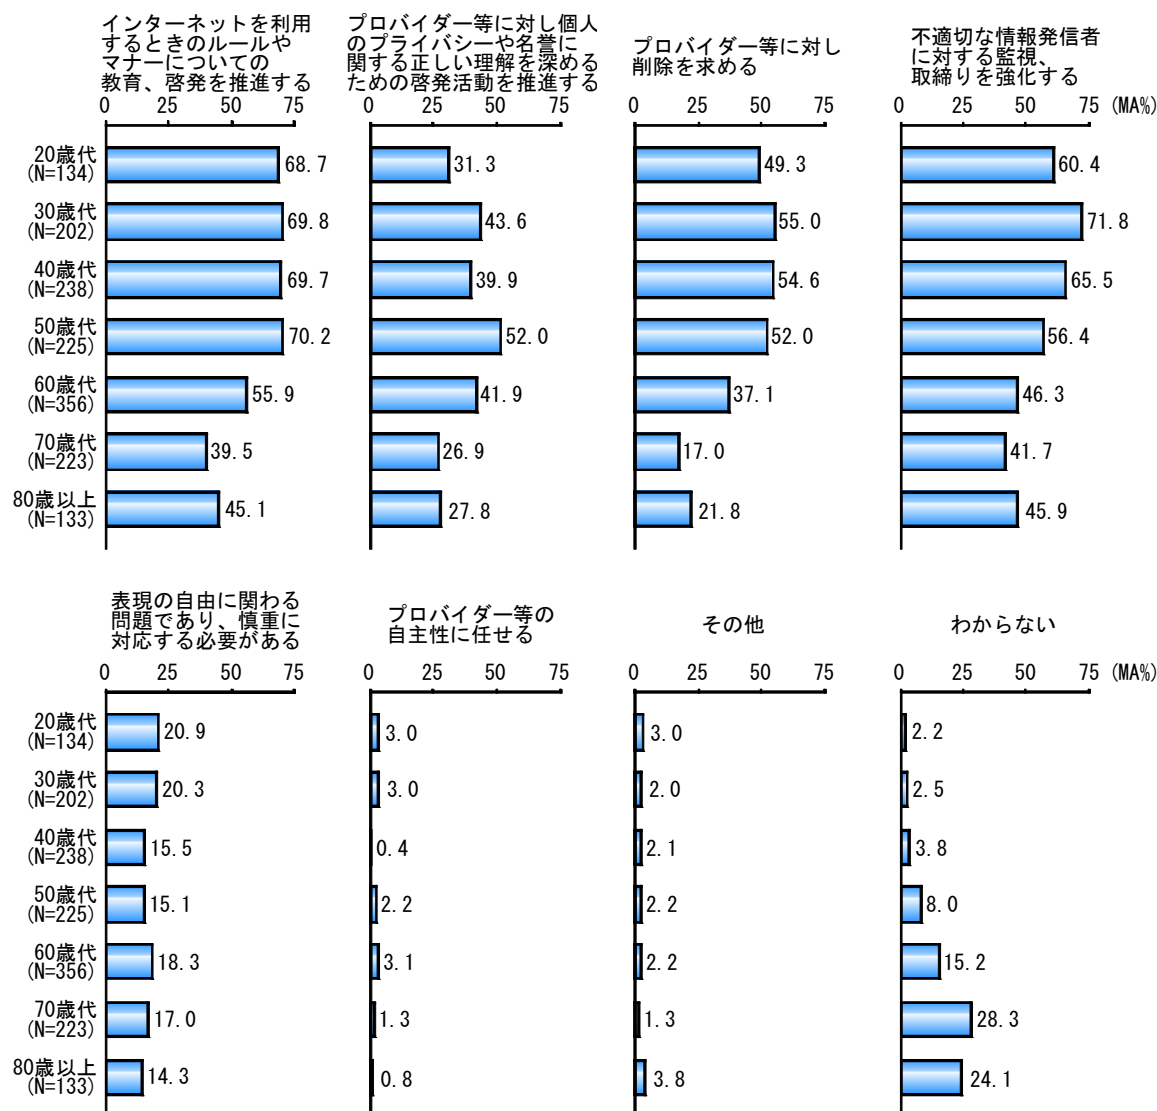 インターネットを利用
するときのルールや
マナーについての
教育、啓発を推進する
プロバイダー等に対し個人
のプライバシーや名誉に
関する正しい理解を深める
ための啓発活動を推進する
プロバイダー等に対し
削除を求める
不適切な情報発信者
に対する監視、
取締りを強化する
0 25 50 75 0 25 50 75 0 25 50 75 0 25 50 75 (MA%)
20歳代
(N=134)
68.7 31.3 49.3 60.4
30歳代
(N=202)
69.8 43.6 55.0 71.8
40歳代
(N=238)
69.7 39.9 54.6 65.5
50歳代
(N=225)
70.2 52.0 52.0 56.4
60歳代
(N=356)
55.9 41.9 37.1 46.3
70歳代
(N=223)
39.5 26.9 17.0 41.7
80歳以上
(N=133)
45.1 27.8 21.8 45.9
表現の自由に関わる
問題であり、慎重に
対応する必要がある
プロバイダー等の
自主性に任せる
その他
わからない
0 25 50 75 0 25 50 75 0 25 50 75 0 25 50 75 (MA%)
20歳代
(N=134)
20.9 3.0 3.0 2.2
30歳代
(N=202)
20.3 3.0 2.0 2.5
40歳代
(N=238)
15.5 0.4 2.1 3.8
50歳代
(N=225)
15.1 2.2 2.2 8.0
60歳代
(N=356)
18.3 3.1 2.2 15.2
70歳代
(N=223)
17.0 1.3 1.3 28.3
80歳以上
(N=133)
14.3 0.8 3.8 24.1